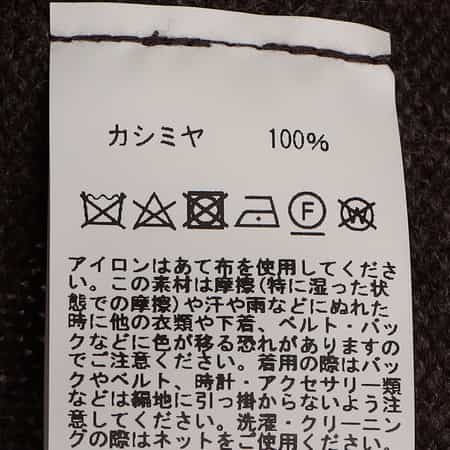 カシミヤ 100%
F W
アイロンはあて布を使用してくださ
い。この素材は摩擦(特に湿った状
態での摩擦)や汗や雨などにぬれた
時に他の衣類や下着、ベルト・バッ
クなどに色が移る恐れがありますの
でご注意ください。着用の際はバッ
クやベルト、時計・アクセサリー類
などは編地に引っ掛からないよう注
意してください。洗濯・クリーニン
グの際はネットをご使用ください。